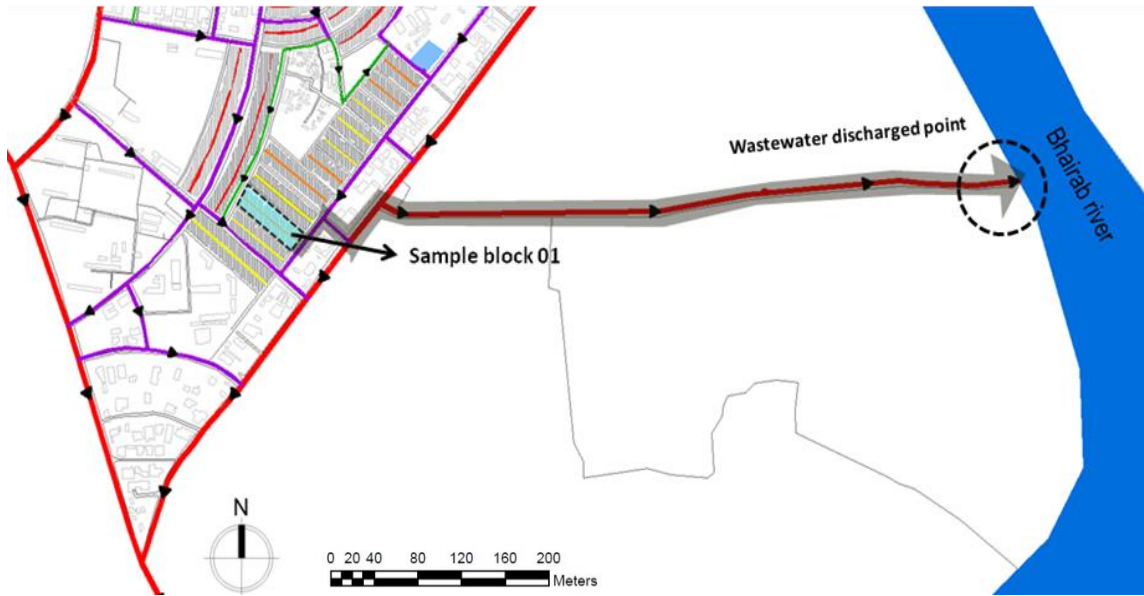 Wastewater discharged point
Bhairab river
Sample block 01
N
0 20 40 80 120 160 200
Meters